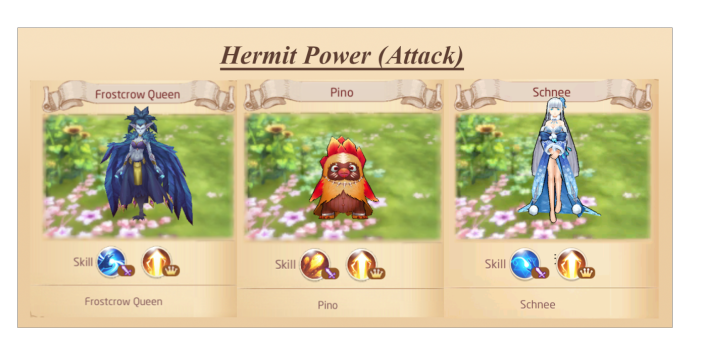 Hermit Power (Attack)
Frostcrow Queen
Pino
Schnee
Skill
Skill
Skill
Frostcrow Queen
Pino
Schnee